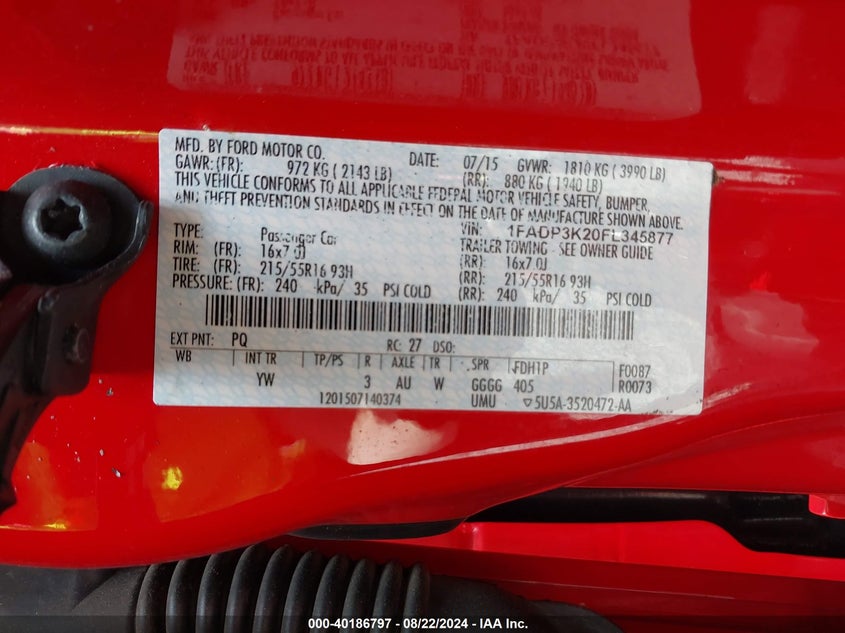 MFD. BY FORD MOTOR CO. DATE: 07/15 GVWR: 1810 KG ( 3990 LB)
GAWR: (FR): 972 KG ( 2143 LB) (RR): 880 KG ( 1940 LB)
THIS VEHICLE CONFORMS TO ALL APPLICABLE FEDERAL MOTOR VEHICLE SAFETY, BUMPER,
AND THEFT PREVENTION STANDARDS IN EFFECT ON THE DATE OF MANUFACTURE SHOWN ABOVE.
VIN: 1FADP3K20FL345877
TYPE: Passenger Car TRAILER TOWING - SEE OWNER GUIDE
RIM: (FR): 16x7.0J (RR): 16x7.0J
TIRE: (FR): 215/55R16 93H (RR): 215/55R16 93H
PRESSURE: (FR): 240 kPa/ 35 PSI COLD (RR): 240 kPa/ 35 PSI COLD
EXT PNT: PQ RC: 27 DSO:
WB INT TR TP/PS R AXLE TR SPR FDH1P F0087
YW 3 AU W GGGG 405 R0073
1201507140374 UMU 5U5A-3520472-AA
000-40186797 - 08/22/2024 - IAA Inc.